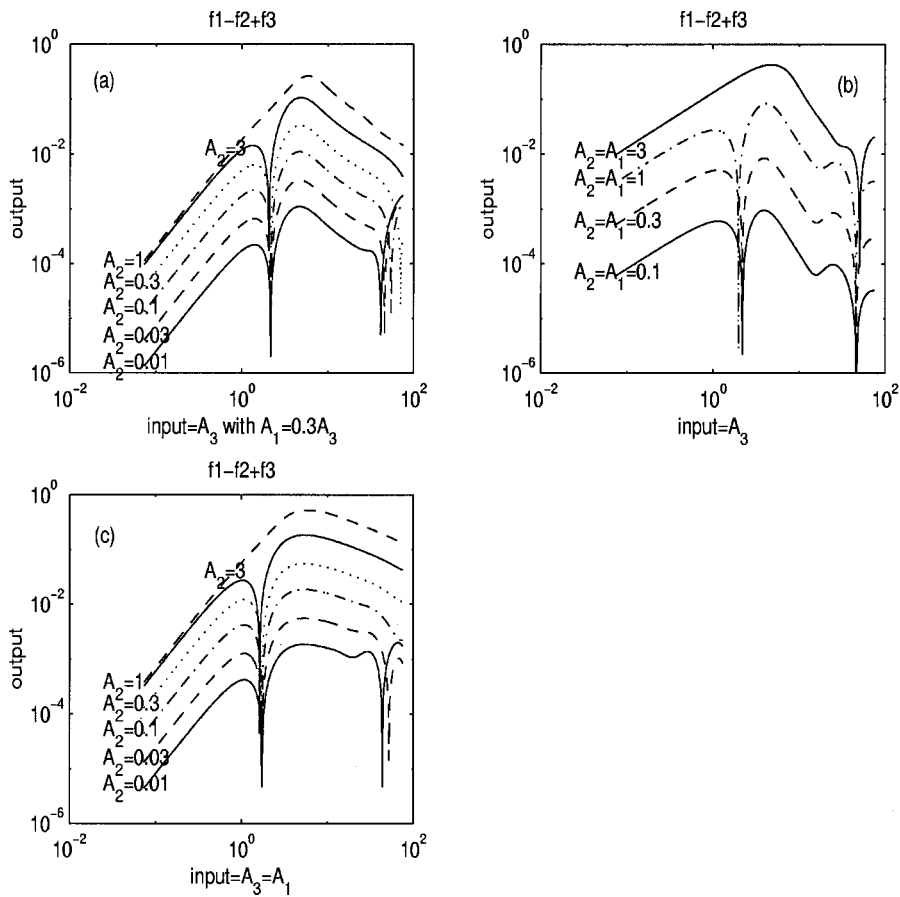 f1−f2+f3
10^0
(a)
A_2=3
10^−2
output
10^−4
A_2=1
A_2=0.3
A_2=0.1
A_2=0.03
A_2=0.01
10^−6
10^−2
10^0
10^2
input=A_3 with A_1=0.3A_3
f1−f2+f3
10^0
(b)
10^−2
A_2=A_1=3
A_2=A_1=1
output
A_2=A_1=0.3
10^−4
A_2=A_1=0.1
10^−6
10^−2
10^0
10^2
input=A_3
f1−f2+f3
10^0
(c)
A_2=3
10^−2
output
A_2=1
A_2=0.3
10^−4
A_2=0.1
A_2=0.03
A_2=0.01
10^−6
10^−2
10^0
10^2
input=A_3=A_1